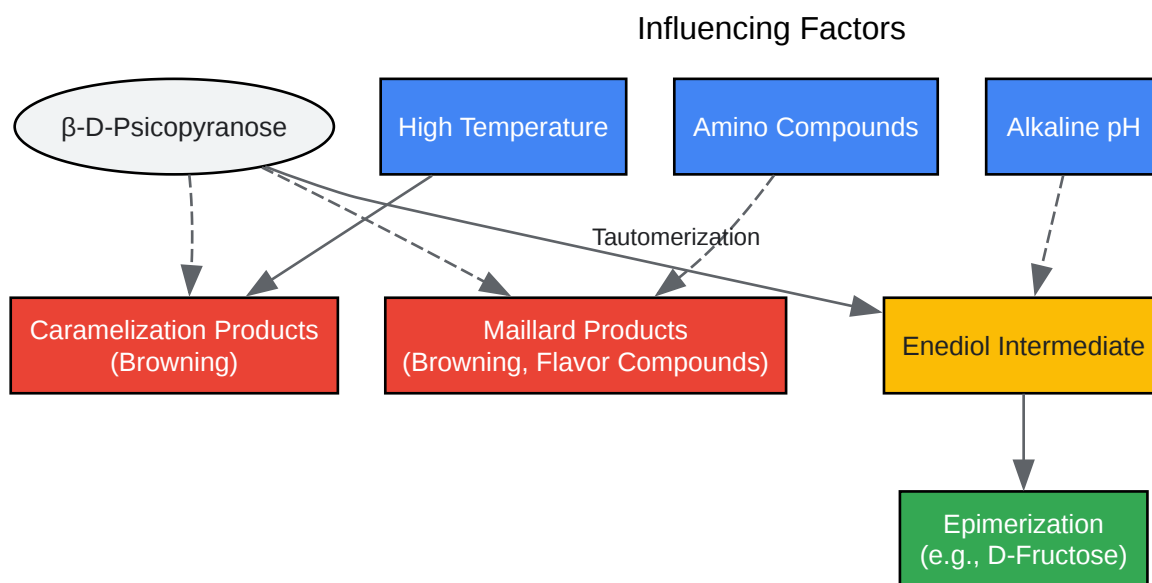 Influencing Factors
β-D-Psicopyranose
High Temperature
Amino Compounds
Alkaline pH
Tautomerization
Caramelization Products
(Browning)
Maillard Products
(Browning, Flavor Compounds)
Enediol Intermediate
Epimerization
(e.g., D-Fructose)